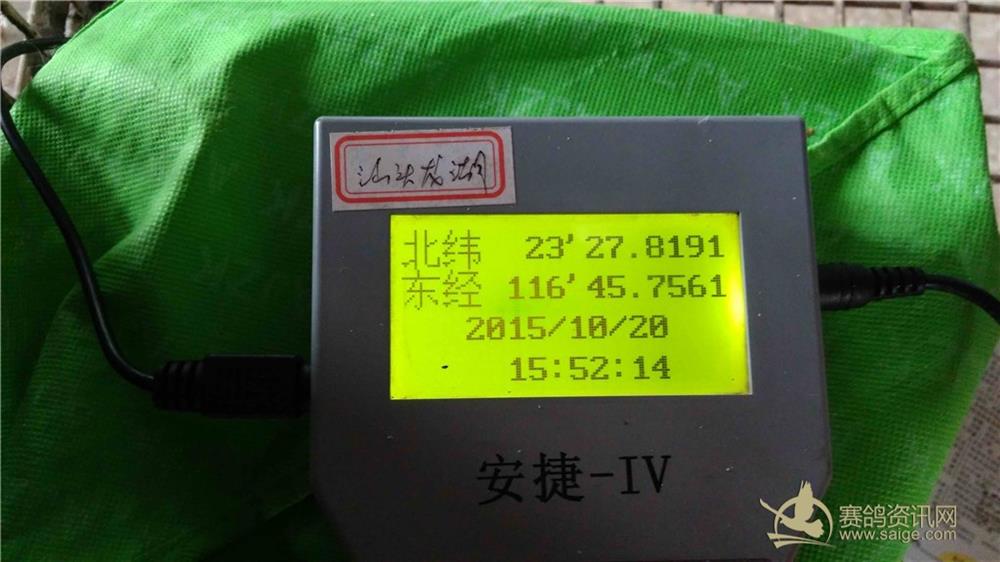 汕头龙湖
北纬 23'27.8191
东经 116'45.7561
2015/10/20
15:52:14
安捷-IV
赛鸽资讯网
www.saige.com